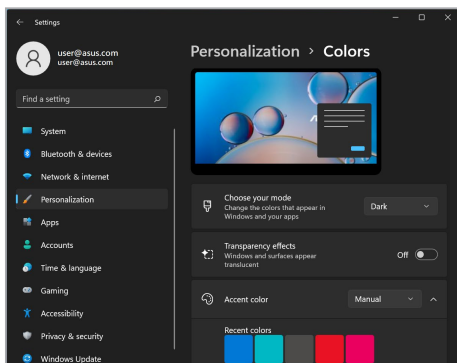 Settings
user@asus.com
user@asus.com
Find a setting
System
Bluetooth & devices
Network & internet
Personalization
Apps
Accounts
Time & language
Gaming
Accessibility
Privacy & security
Windows Update
Personalization > Colors
Choose your mode
Change the colors that appear in
Windows and your apps
Dark
Transparency effects
Windows and surfaces appear
translucent
Off
Accent color
Manual
Recent colors